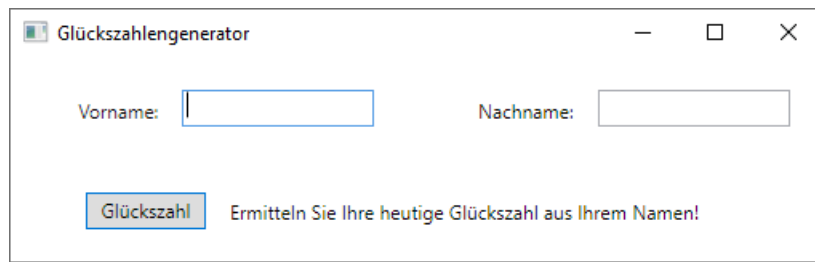 Glückszahlengenerator
Vorname: Nachname:
Glückszahl Ermitteln Sie Ihre heutige Glückszahl aus Ihrem Namen!